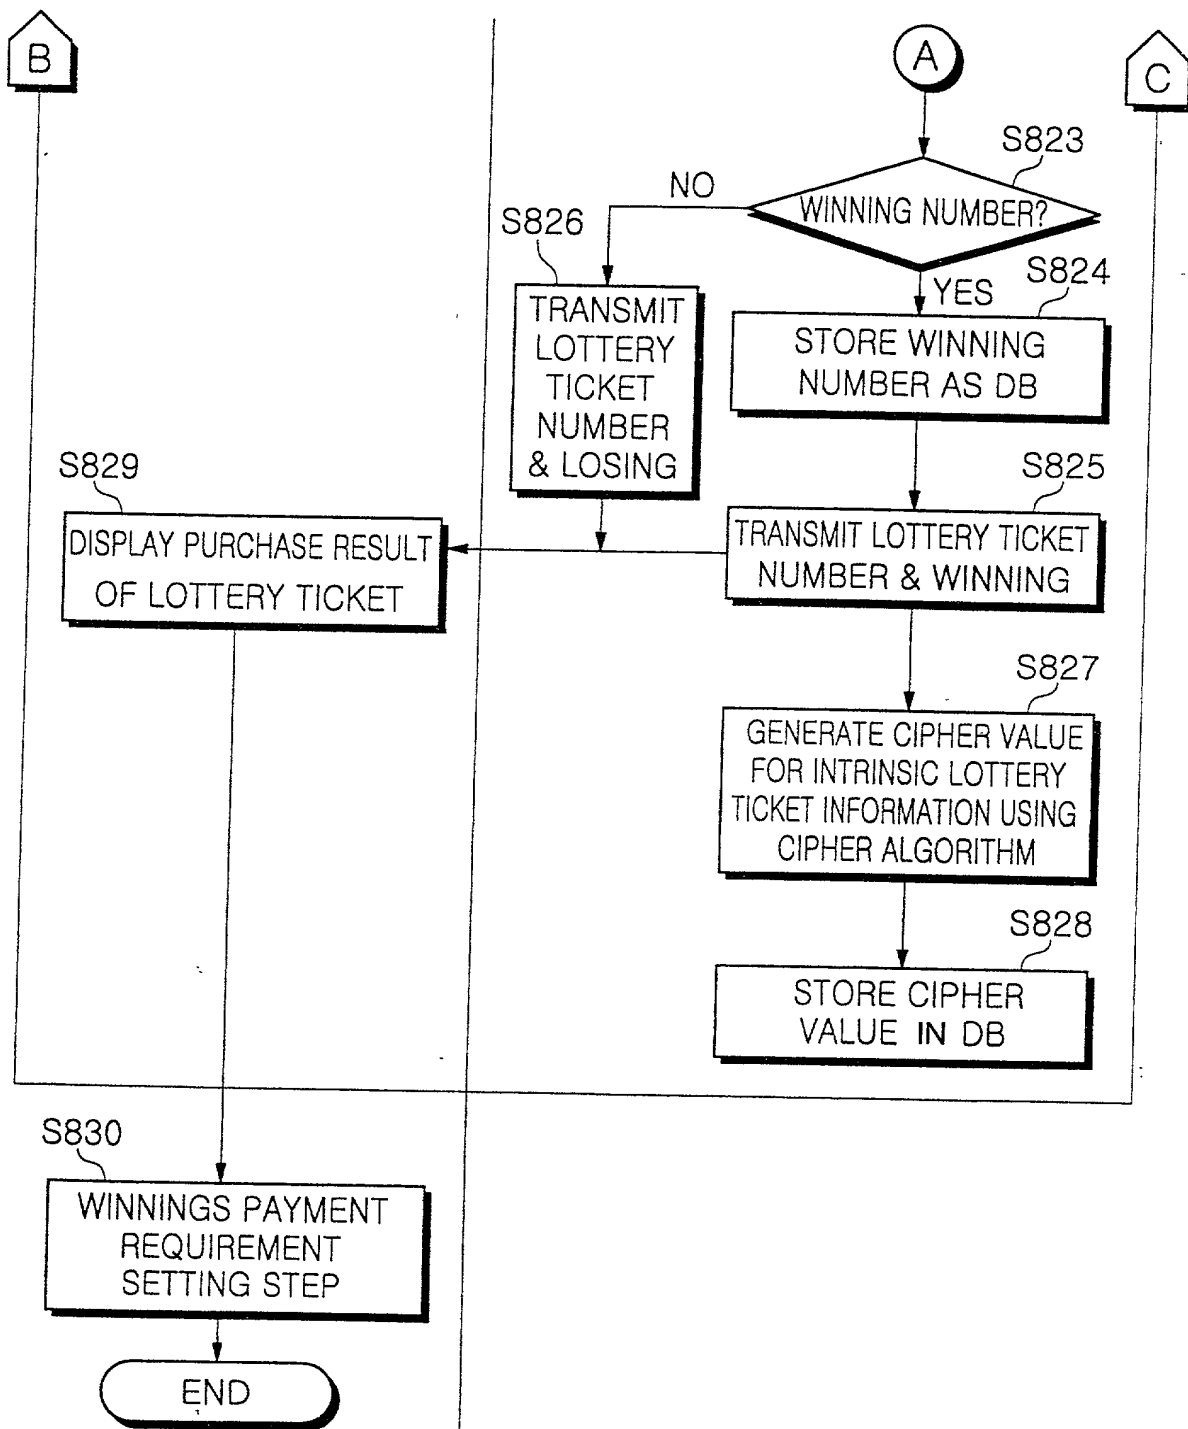 B
A
C
S823
NO
WINNING NUMBER?
S826
S824
YES
TRANSMIT
LOTTERY
TICKET
NUMBER
& LOSING
STORE WINNING
NUMBER AS DB
S829
S825
DISPLAY PURCHASE RESULT
OF LOTTERY TICKET
TRANSMIT LOTTERY TICKET
NUMBER & WINNING
S827
GENERATE CIPHER VALUE
FOR INTRINSIC LOTTERY
TICKET INFORMATION USING
CIPHER ALGORITHM
S828
STORE CIPHER
VALUE IN DB
S830
WINNINGS PAYMENT
REQUIREMENT
SETTING STEP
END